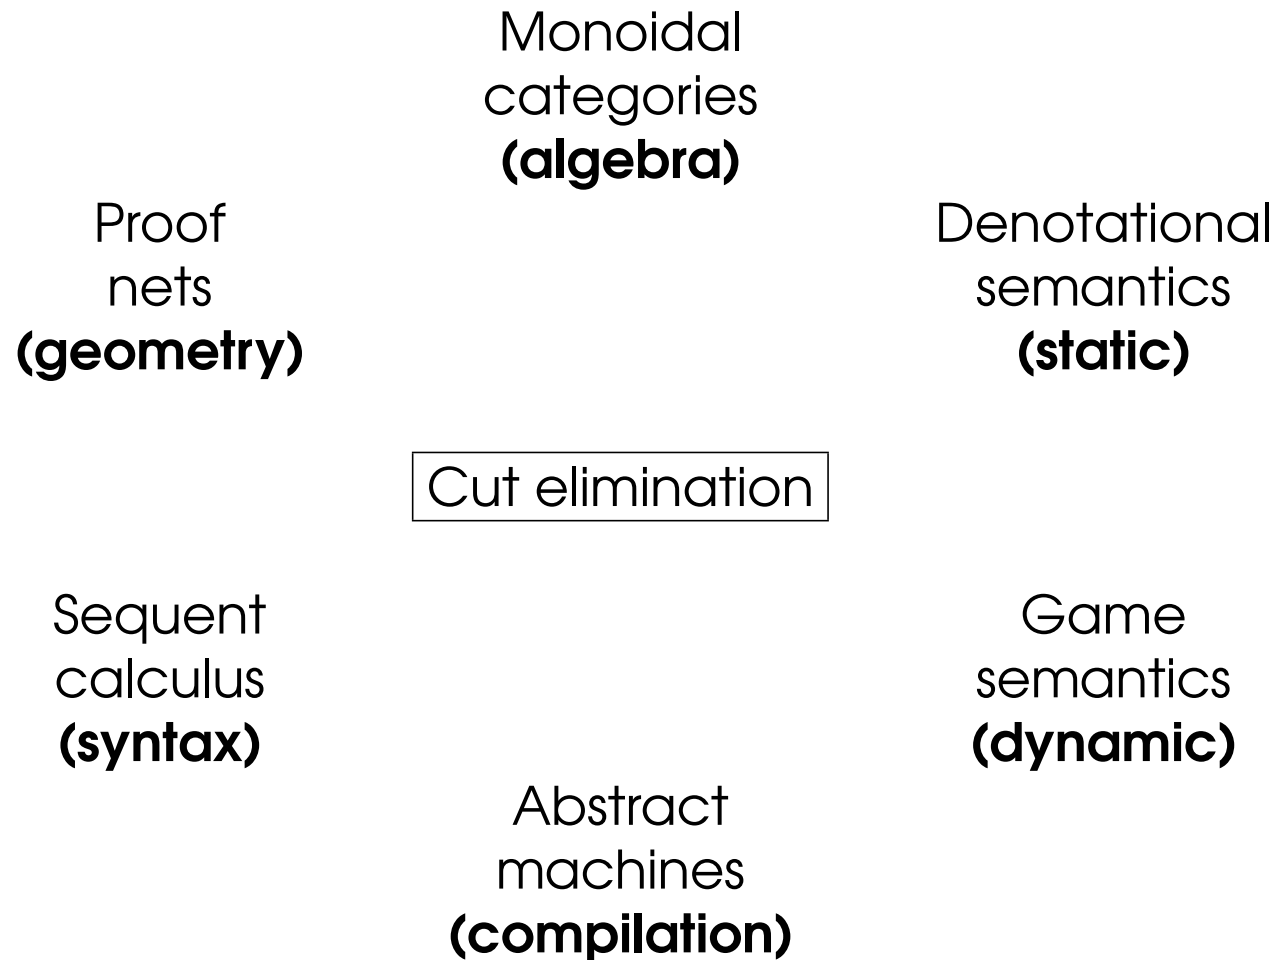 Monoidal
categories
(algebra)
Proof
nets
(geometry)
Denotational
semantics
(static)
Cut elimination
Sequent
calculus
(syntax)
Game
semantics
(dynamic)
Abstract
machines
(compilation)